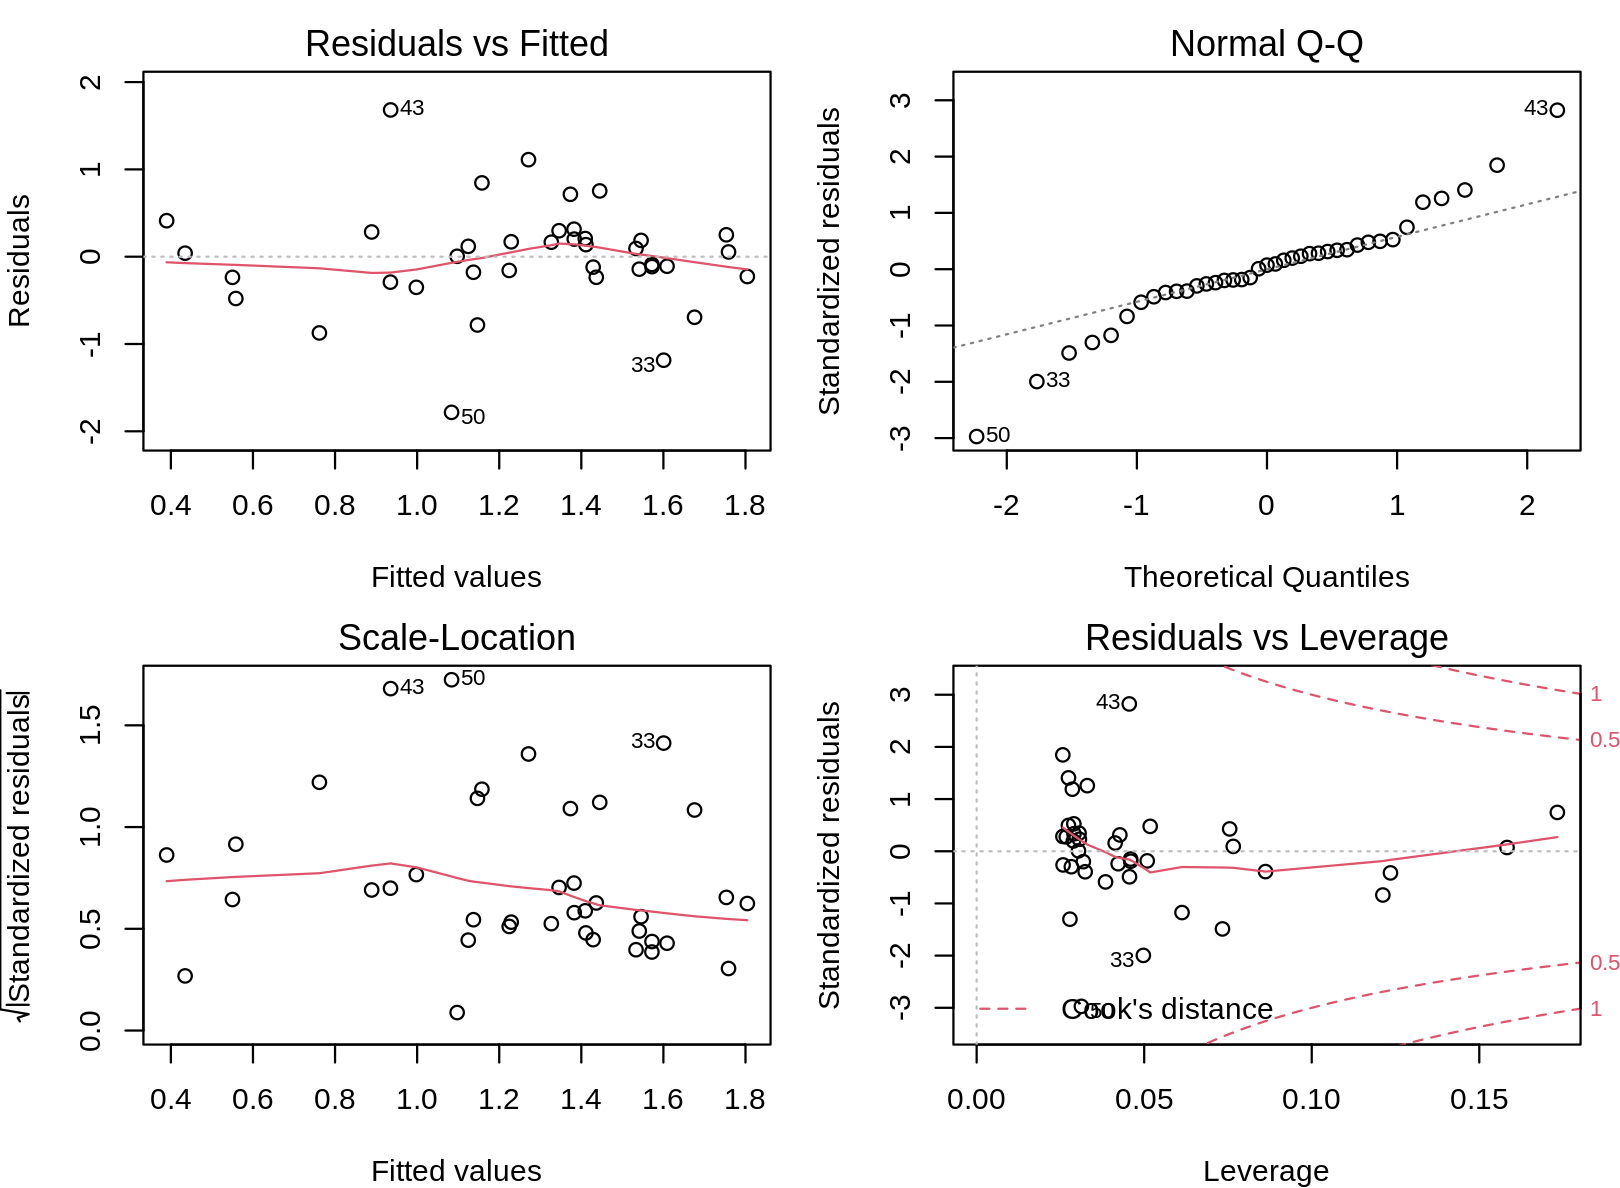 Residuals vs Fitted
Residuals
2
1
0
-1
-2
43
33
50
0.4 0.6 0.8 1.0 1.2 1.4 1.6 1.8
Fitted values
Normal Q-Q
Standardized residuals
3
2
1
0
-1
-2
-3
43
33
50
-2 -1 0 1 2
Theoretical Quantiles
Scale-Location
√|Standardized residuals|
1.5
1.0
0.5
0.0
43
50
33
0.4 0.6 0.8 1.0 1.2 1.4 1.6 1.8
Fitted values
Residuals vs Leverage
Standardized residuals
3
2
1
0
-1
-2
-3
43
33
50
Cook's distance
1
0.5
0.5
1
0.00 0.05 0.10 0.15
Leverage